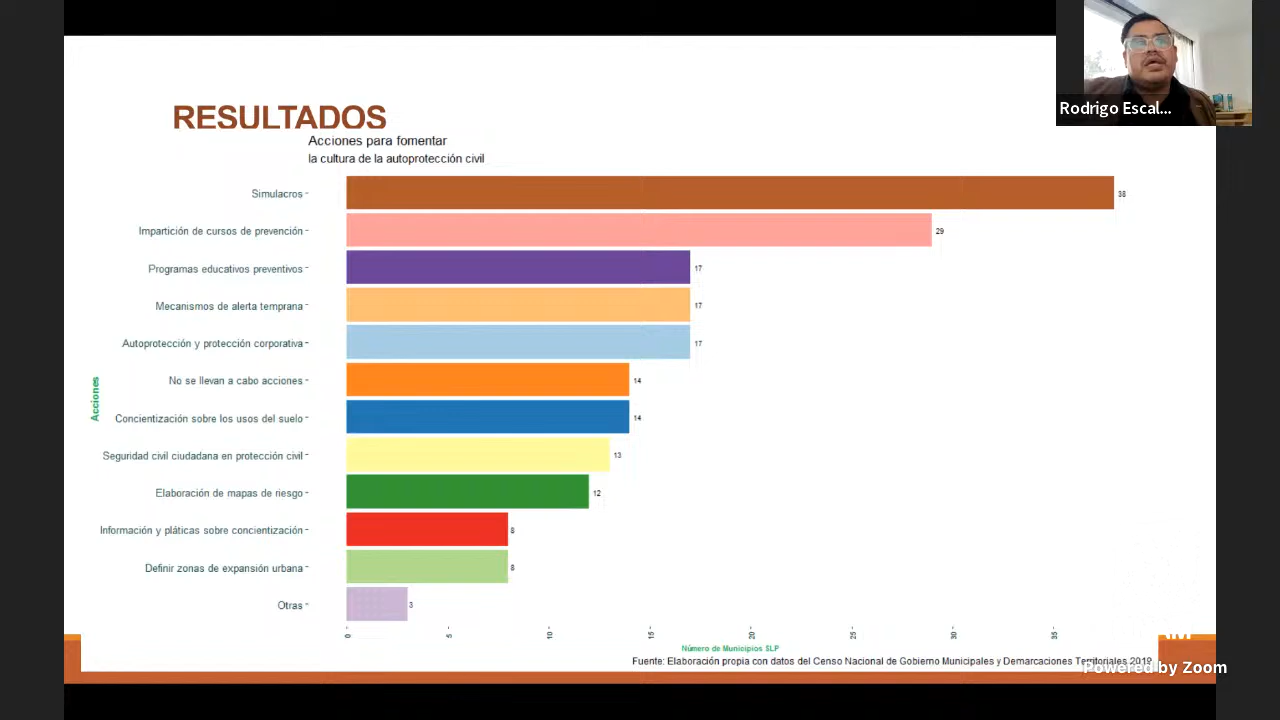 Rodrigo Escal...
RESULTADOS
Acciones para fomentar
la cultura de la autoprotección civil
Simulacros
38
Impartición de cursos de prevención
29
Programas educativos preventivos
17
Mecanismos de alerta temprana
17
Autoprotección y protección corporativa
17
No se llevan a cabo acciones
14
Concientización sobre los usos del suelo
14
Seguridad civil ciudadana en protección civil
13
Elaboración de mapas de riesgo
12
Información y pláticas sobre concientización
8
Definir zonas de expansión urbana
8
Otras
3
Acciones
0 5 10 15 20 25 30 35
Número de Municipios SLP
Fuente: Elaboración propia con datos del Censo Nacional de Gobierno Municipales y Demarcaciones Territoriales 2019
Powered by Zoom